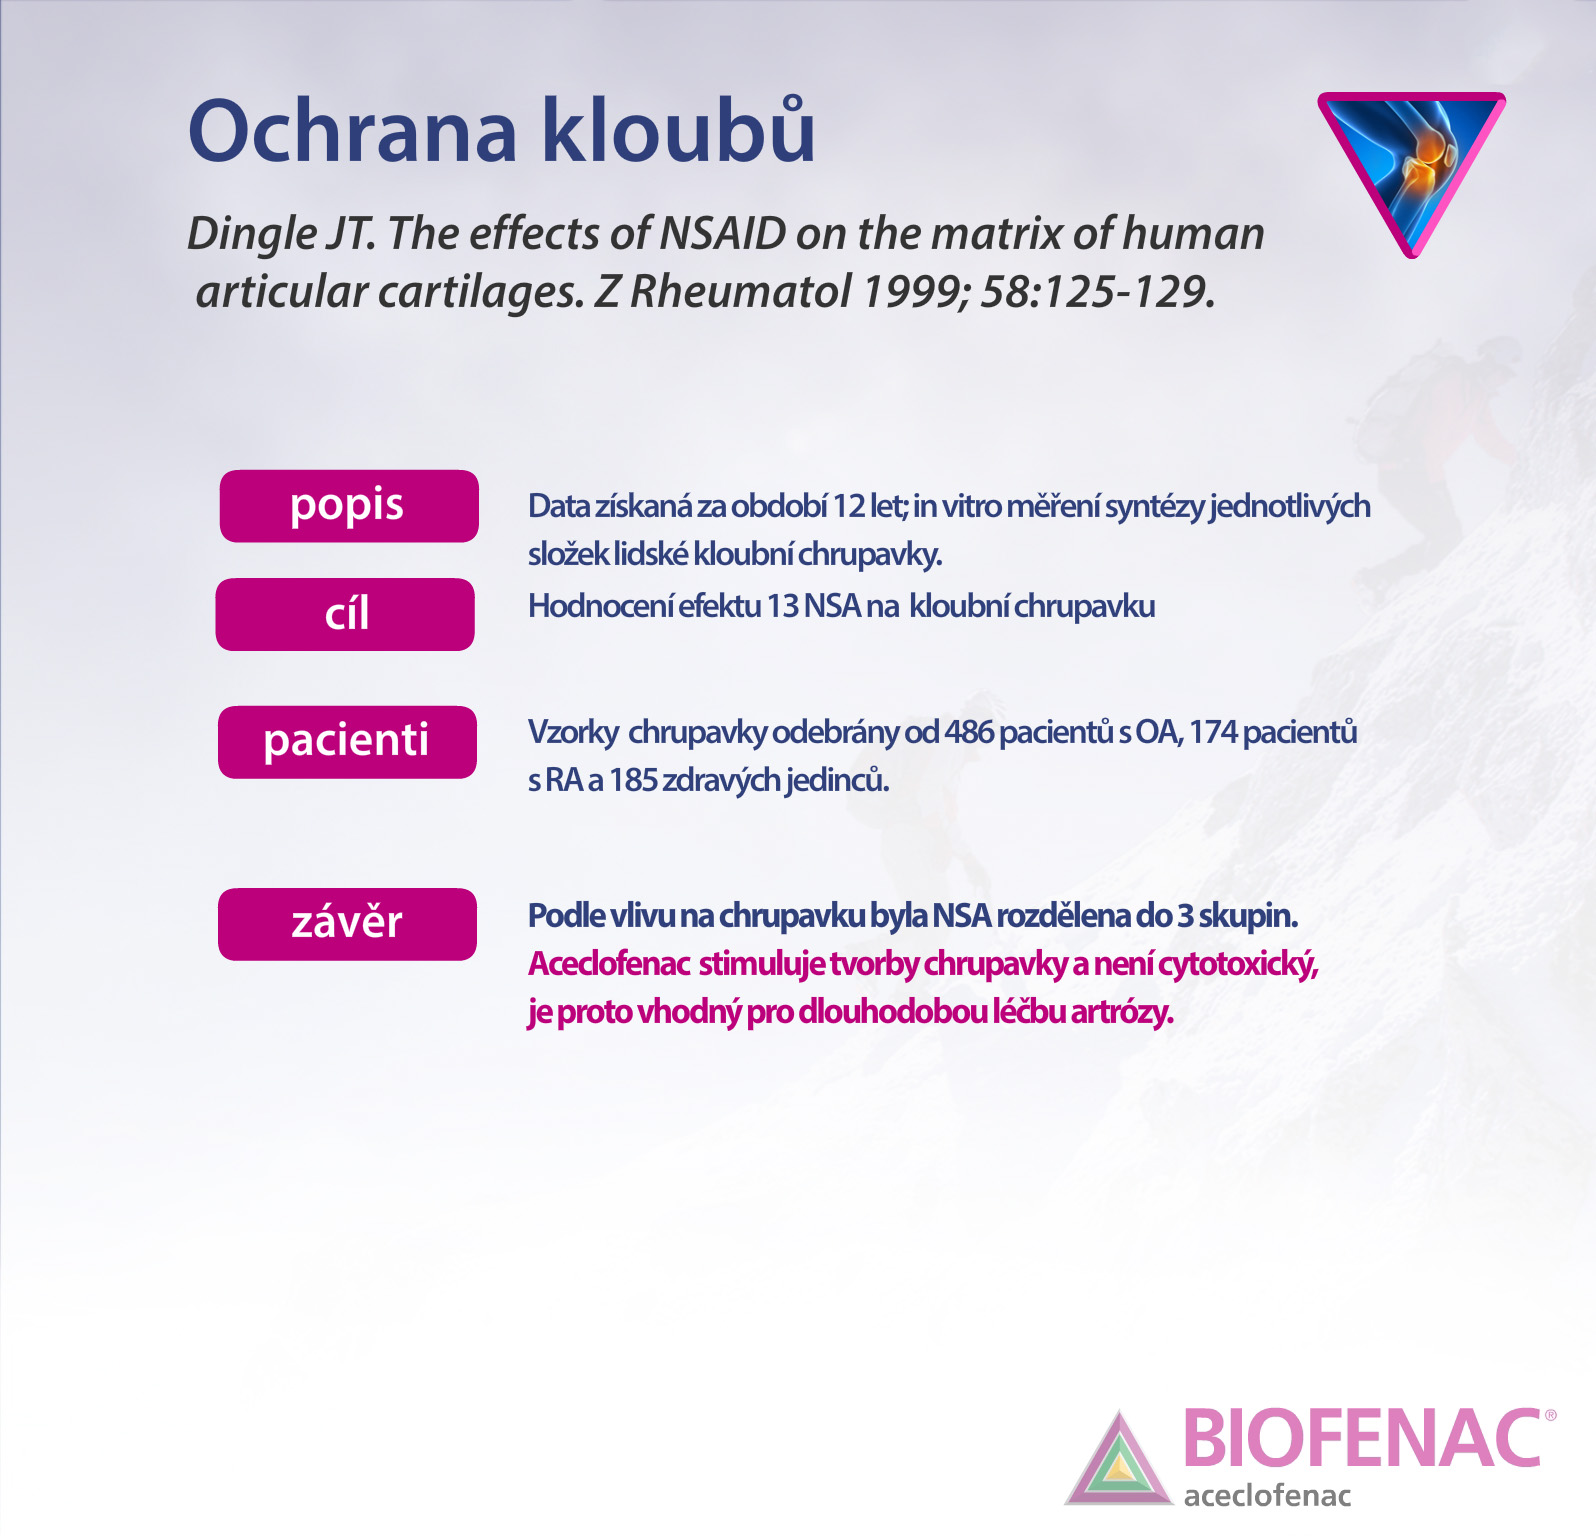 Ochrana kloubů
Dingle JT. The effects of NSAID on the matrix of human
articular cartilages. Z Rheumatol 1999; 58:125-129.
popis
Data získaná za období 12 let; in vitro měření syntézy jednotlivých
složek lidské kloubní chrupavky.
cíl
Hodnocení efektu 13 NSA na kloubní chrupavku
pacienti
Vzorky chrupavky odebrány od 486 pacientů s OA, 174 pacientů
s RA a 185 zdravých jedinců.
závěr
Podle vlivu na chrupavku byla NSA rozdělena do 3 skupin.
Aceclofenac stimuluje tvorby chrupavky a není cytotoxický,
je proto vhodný pro dlouhodobou léčbu artrózy.
BIOFENAC®
aceclofenac